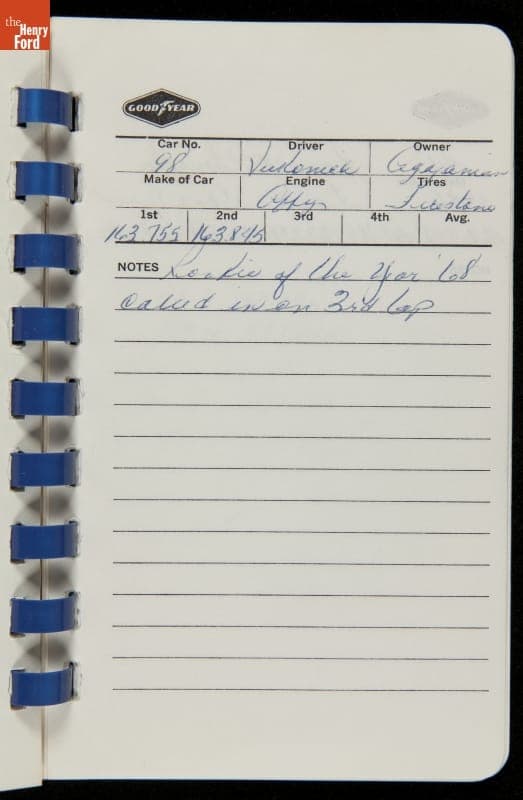 the Henry Ford
GOODYEAR
Car No. Driver Owner
98 Vukovich Agajanian
Make of Car Engine Tires
Offy Firestone
1st 2nd 3rd 4th Avg.
163 755 163.845
NOTES Rookie of the Year '68
called in on 3rd lap